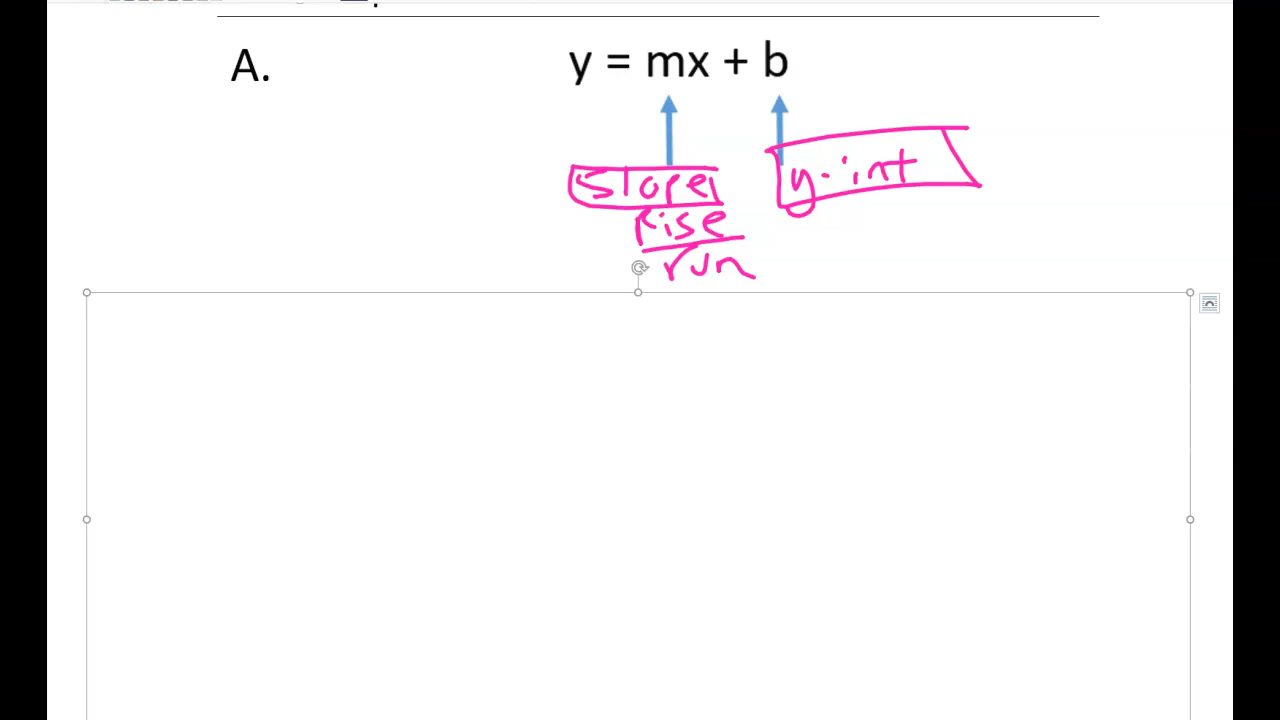 A. y = mx + b
slope y-int
rise
run